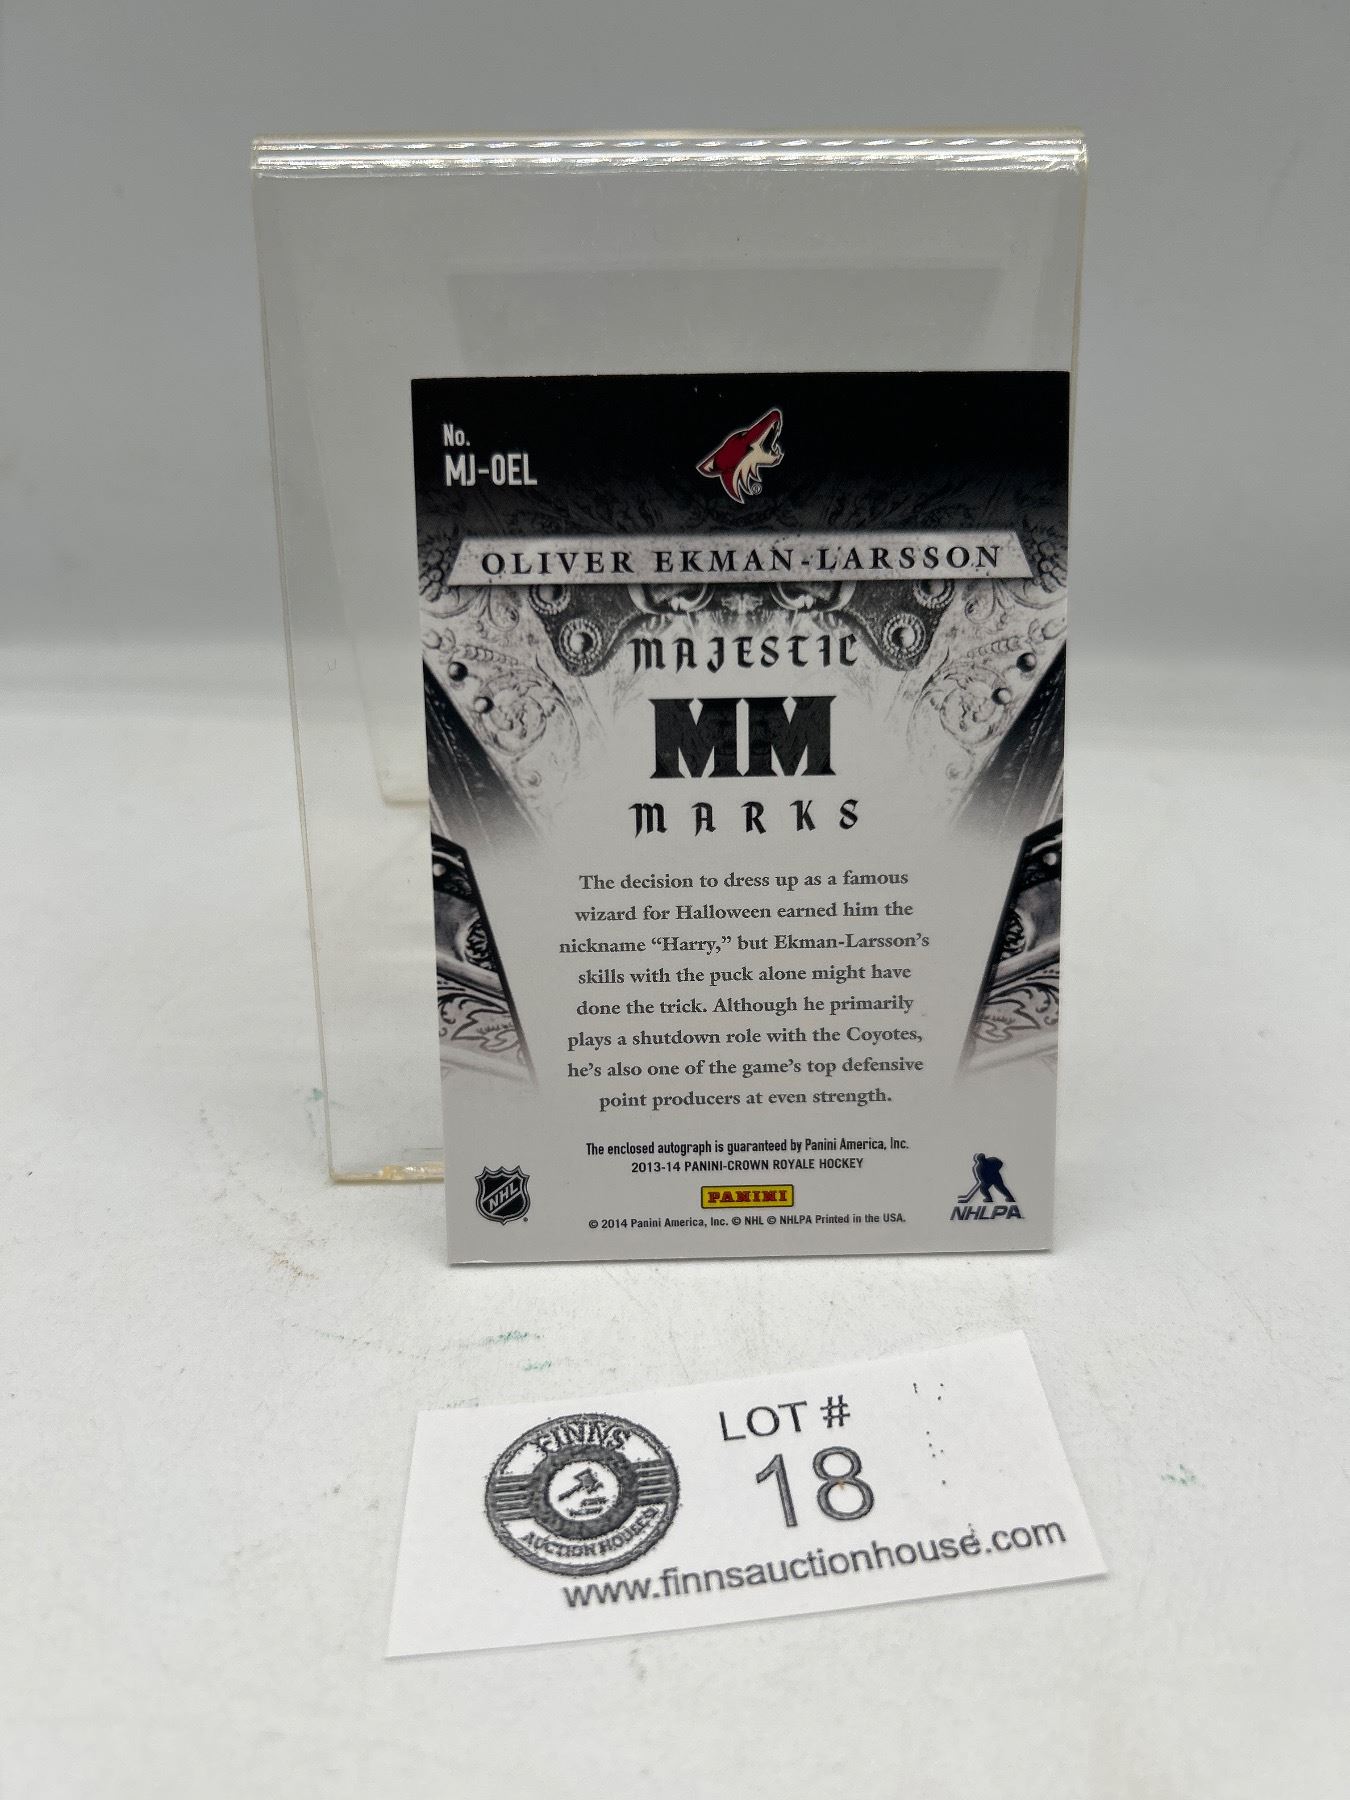 No.
MJ-OEL
OLIVER EKMAN-LARSSON
MAJESTIC
MM
MARKS
The decision to dress up as a famous
wizard for Halloween earned him the
nickname “Harry,” but Ekman-Larsson’s
skills with the puck alone might have
done the trick. Although he primarily
plays a shutdown role with the Coyotes,
he’s also one of the game’s top defensive
point producers at even strength.
The enclosed autograph is guaranteed by Panini America, Inc.
2013-14 PANINI-CROWN ROYALE HOCKEY
PANINI
© 2014 Panini America, Inc. © NHL © NHLPA Printed in the USA.
NHL
NHLPA
FINNS
AUCTION HOUSE
LOT #
18
www.finnsauctionhouse.com